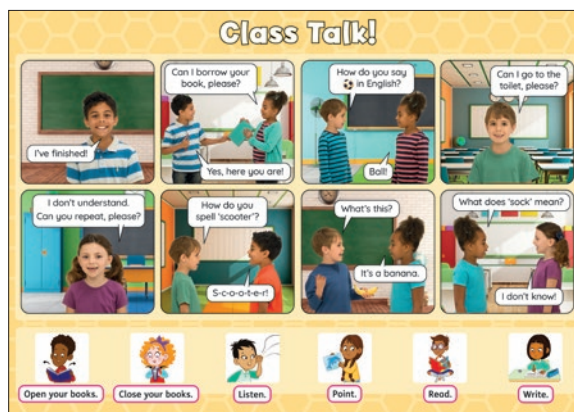 Class Talk!
I've finished!
Can I borrow your
book, please?
Yes, here you are!
How do you say
⚽ in English?
Ball!
Can I go to the
toilet, please?
I don't understand.
Can you repeat, please?
How do you
spell 'scooter'?
S-c-o-o-t-e-r!
What's this?
It's a banana.
What does 'sock' mean?
I don't know!
Open your books.
Close your books.
Listen.
Point.
Read.
Write.